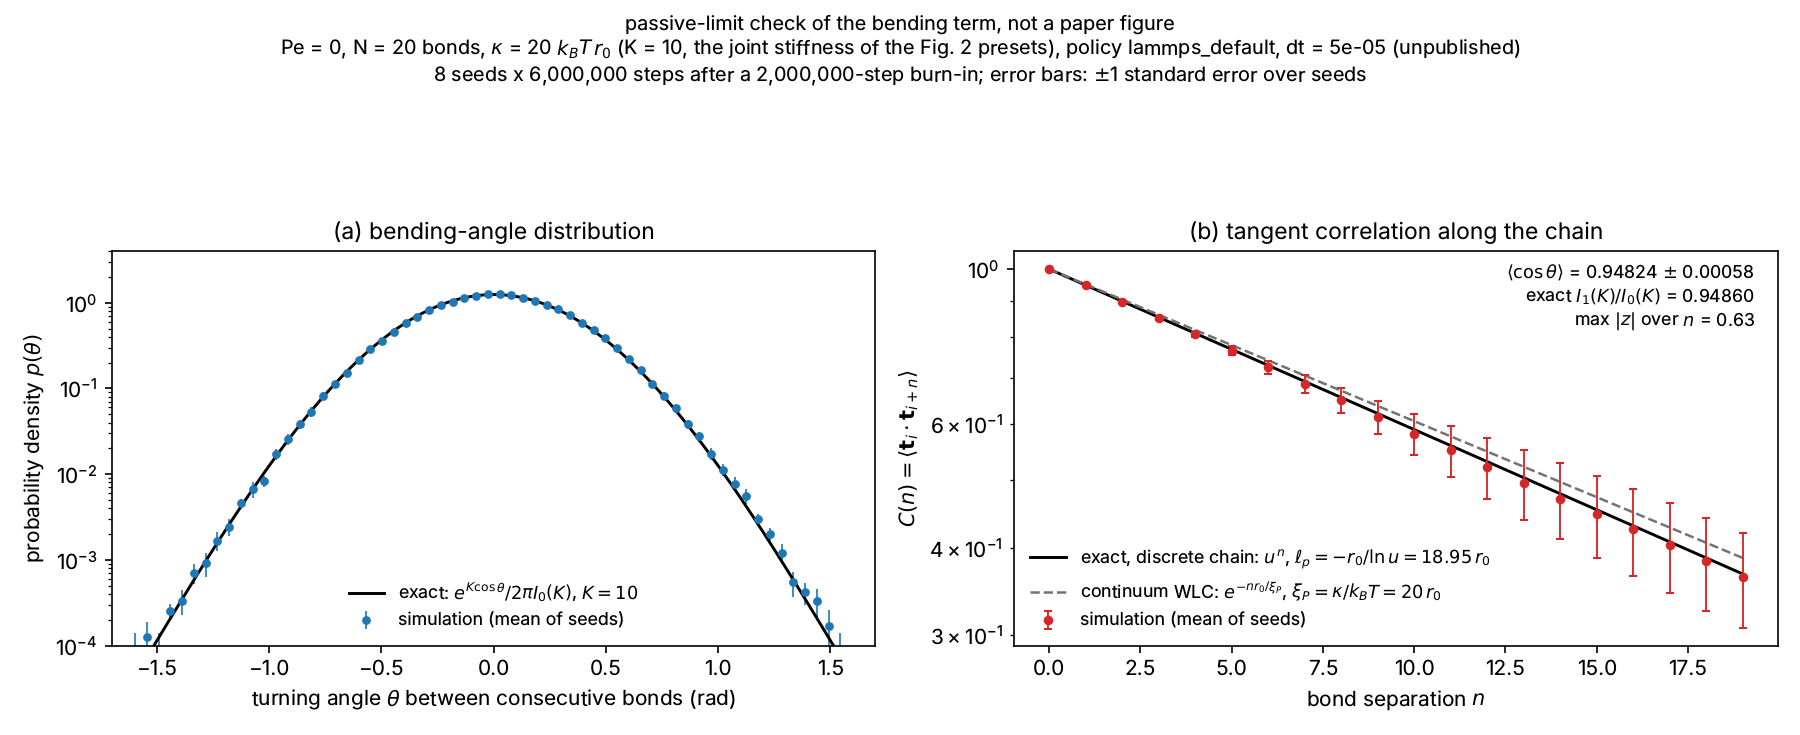 passive-limit check of the bending term, not a paper figure
Pe = 0, N = 20 bonds, κ = 20 k_BTr_0 (K = 10, the joint stiffness of the Fig. 2 presets), policy lammps_default, dt = 5e-05 (unpublished)
8 seeds x 6,000,000 steps after a 2,000,000-step burn-in; error bars: ±1 standard error over seeds
(a) bending-angle distribution
probability density p(θ)
10^0
10^−1
10^−2
10^−3
10^−4
exact: e^{K cos θ}/2πI_0(K), K = 10
simulation (mean of seeds)
−1.5 −1.0 −0.5 0.0 0.5 1.0 1.5
turning angle θ between consecutive bonds (rad)
(b) tangent correlation along the chain
C(n) = ⟨t_i · t_{i+n}⟩
10^0
6 × 10^−1
4 × 10^−1
3 × 10^−1
⟨cos θ⟩ = 0.94824 ± 0.00058
exact I_1(K)/I_0(K) = 0.94860
max |z| over n = 0.63
exact, discrete chain: u^n, ℓ_p = −r_0/ln u = 18.95 r_0
continuum WLC: e^{−nr_0/ξ_P}, ξ_P = κ/k_BT = 20 r_0
simulation (mean of seeds)
0.0 2.5 5.0 7.5 10.0 12.5 15.0 17.5
bond separation n